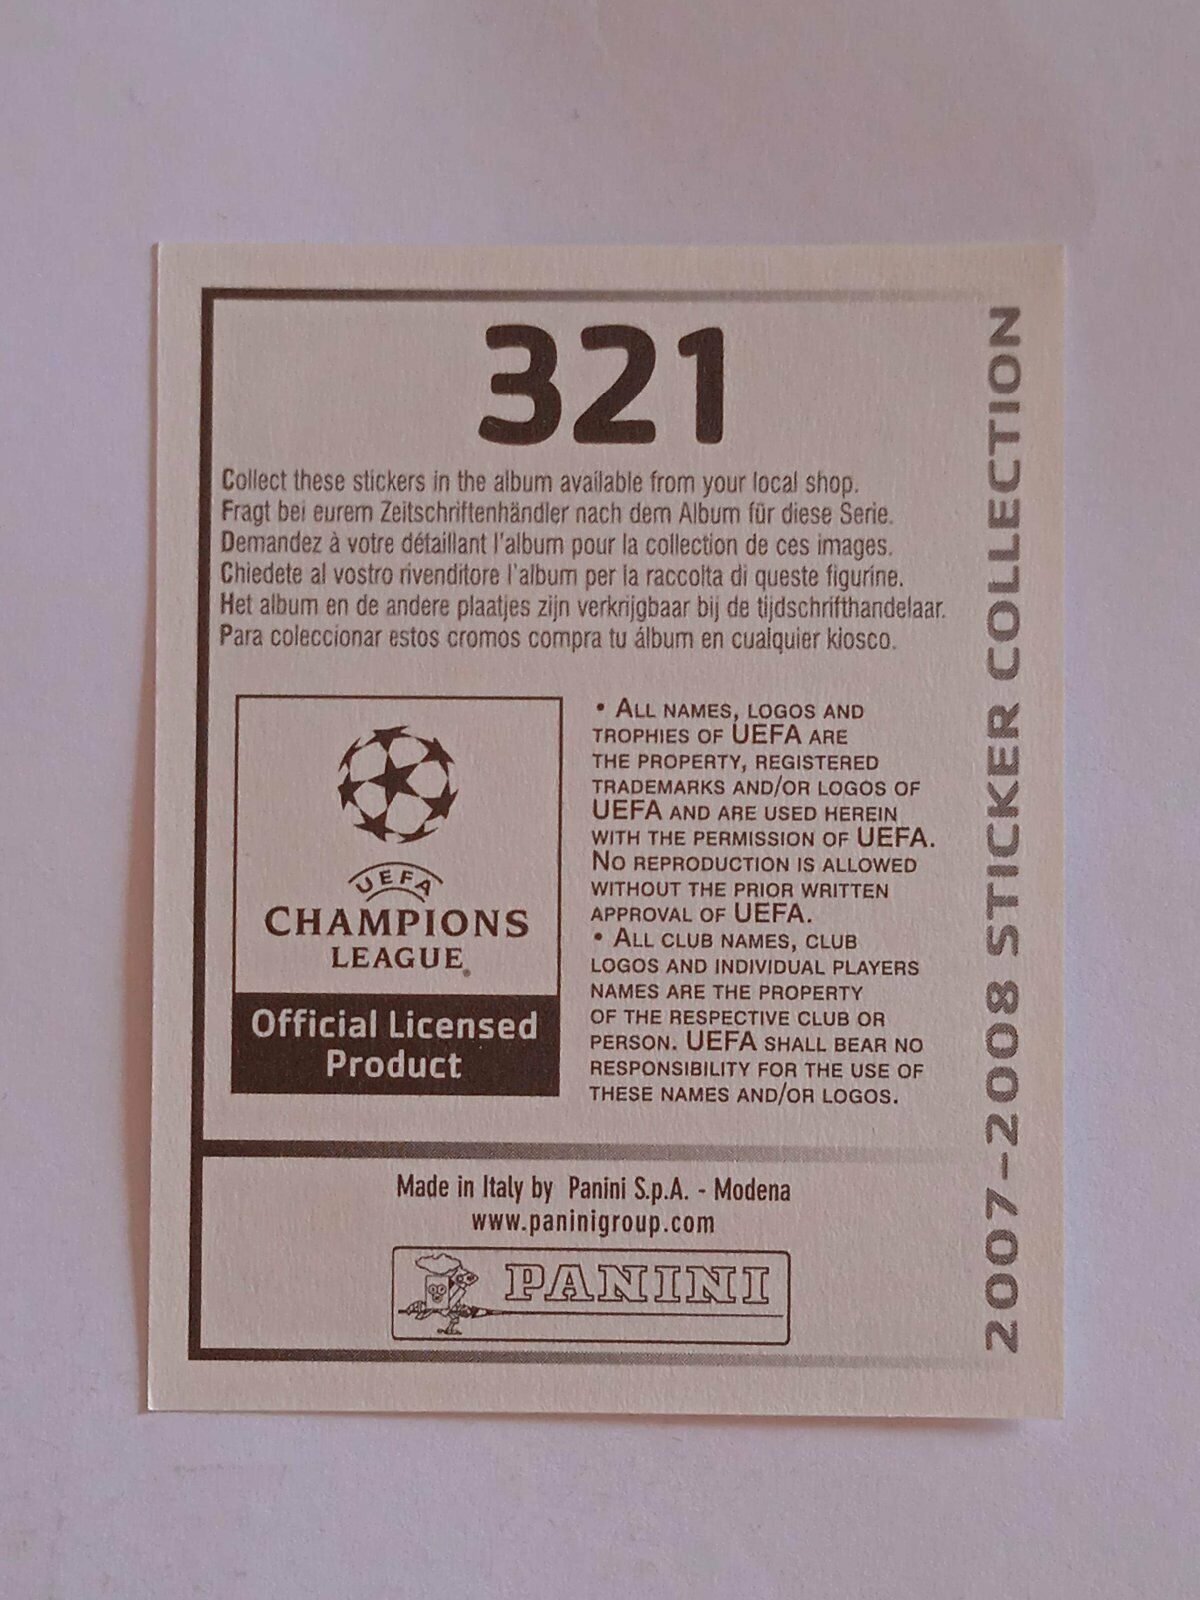 321
Collect these stickers in the album available from your local shop.
Fragt bei eurem Zeitschriftenhändler nach dem Album für diese Serie.
Demandez à votre détaillant l'album pour la collection de ces images.
Chiedete al vostro rivenditore l'album per la raccolta di queste figurine.
Het album en de andere plaatjes zijn verkrijgbaar bij de tijdschrifthandelaar.
Para coleccionar estos cromos compra tu álbum en cualquier kiosco.
UEFA
CHAMPIONS
LEAGUE®
Official Licensed
Product
• ALL NAMES, LOGOS AND
TROPHIES OF UEFA ARE
THE PROPERTY, REGISTERED
TRADEMARKS AND/OR LOGOS OF
UEFA AND ARE USED HEREIN
WITH THE PERMISSION OF UEFA.
NO REPRODUCTION IS ALLOWED
WITHOUT THE PRIOR WRITTEN
APPROVAL OF UEFA.
• ALL CLUB NAMES, CLUB
LOGOS AND INDIVIDUAL PLAYERS
NAMES ARE THE PROPERTY
OF THE RESPECTIVE CLUB OR
PERSON. UEFA SHALL BEAR NO
RESPONSIBILITY FOR THE USE OF
THESE NAMES AND/OR LOGOS.
Made in Italy by Panini S.p.A. - Modena
www.paninigroup.com
PANINI
2007-2008 STICKER COLLECTION